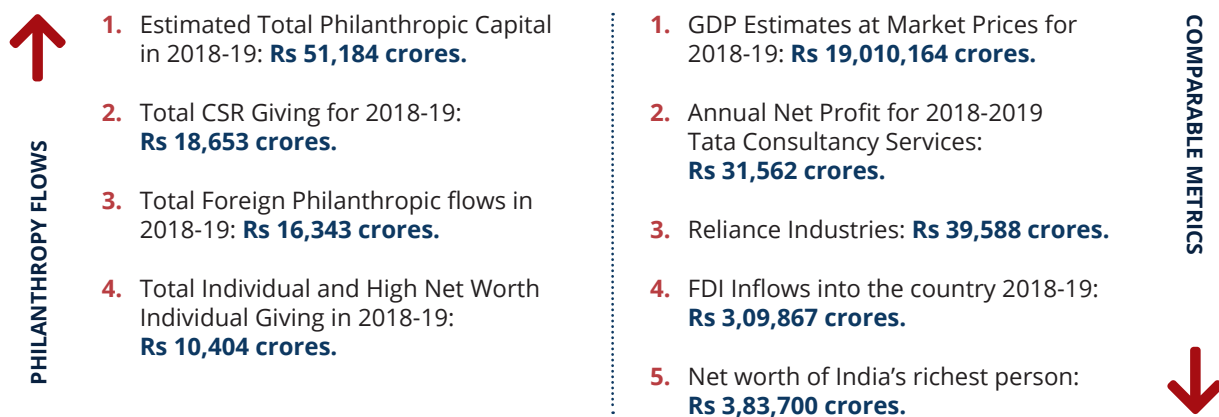 PHILANTHROPY FLOWS
1. Estimated Total Philanthropic Capital
in 2018-19: Rs 51,184 crores.
2. Total CSR Giving for 2018-19:
Rs 18,653 crores.
3. Total Foreign Philanthropic flows in
2018-19: Rs 16,343 crores.
4. Total Individual and High Net Worth
Individual Giving in 2018-19:
Rs 10,404 crores.
1. GDP Estimates at Market Prices for
2018-19: Rs 19,010,164 crores.
2. Annual Net Profit for 2018-2019
Tata Consultancy Services:
Rs 31,562 crores.
3. Reliance Industries: Rs 39,588 crores.
4. FDI Inflows into the country 2018-19:
Rs 3,09,867 crores.
5. Net worth of India's richest person:
Rs 3,83,700 crores.
COMPARABLE METRICS